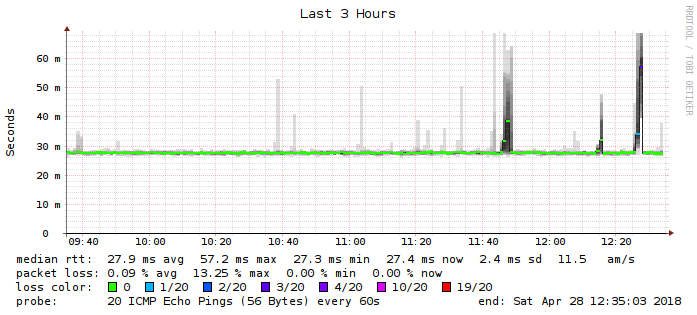 Last 3 Hours
RRDTOOL / TOBI OETIKER
Seconds
60 m
50 m
40 m
30 m
20 m
10 m
0
09:40 10:00 10:20 10:40 11:00 11:20 11:40 12:00 12:20
median rtt: 27.9 ms avg 57.2 ms max 27.3 ms min 27.4 ms now 2.4 ms sd 11.5 am/s
packet loss: 0.09 % avg 13.25 % max 0.00 % min 0.00 % now
loss color: 0 1/20 2/20 3/20 4/20 10/20 19/20
probe: 20 ICMP Echo Pings (56 Bytes) every 60s end: Sat Apr 28 12:35:03 2018